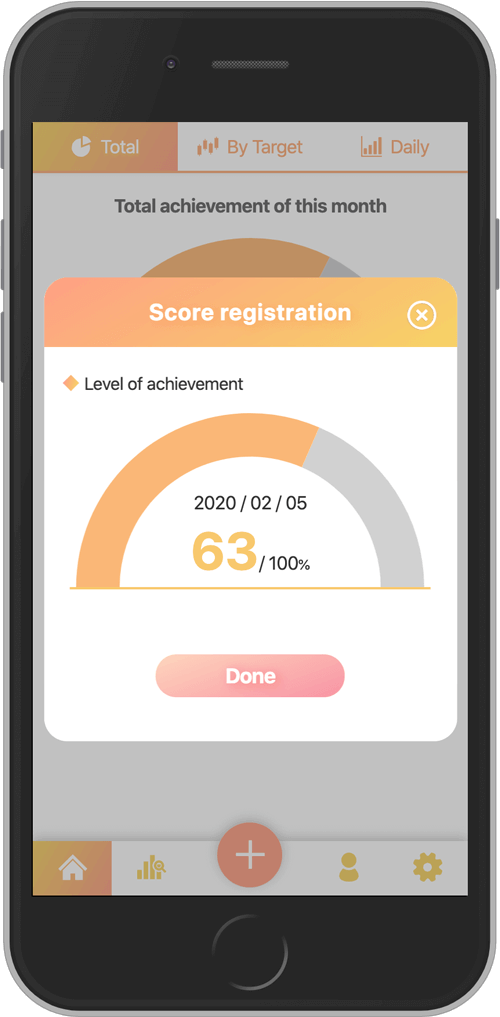 Total
By Target
Daily
Total achievement of this month
Score registration
Level of achievement
2020 / 02 / 05
63 / 100%
Done